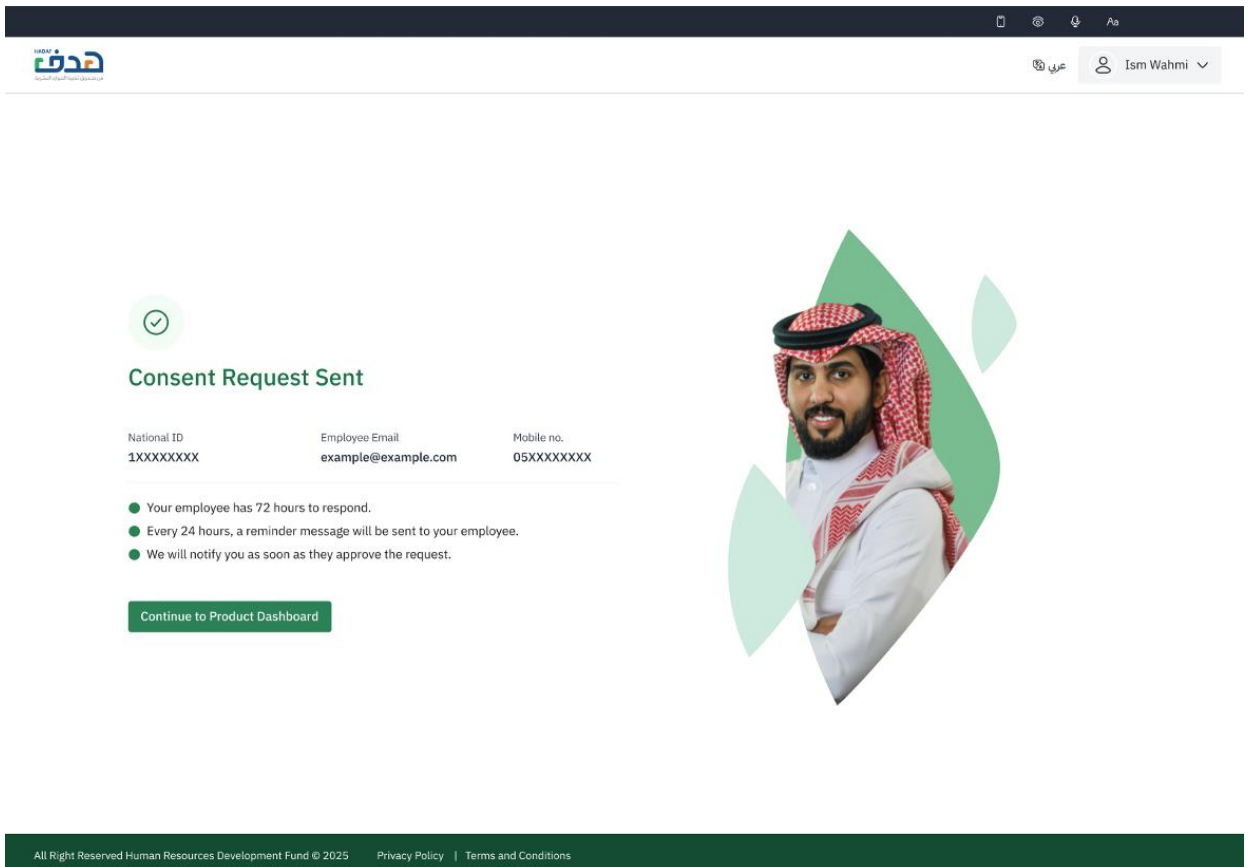 Aa
HADAF
هدف
عربي
Ism Wahmi
Consent Request Sent
National ID
Employee Email
Mobile no.
1XXXXXXXX
example@example.com
05XXXXXXXX
Your employee has 72 hours to respond.
Every 24 hours, a reminder message will be sent to your employee.
We will notify you as soon as they approve the request.
Continue to Product Dashboard
All Right Reserved Human Resources Development Fund © 2025
Privacy Policy | Terms and Conditions